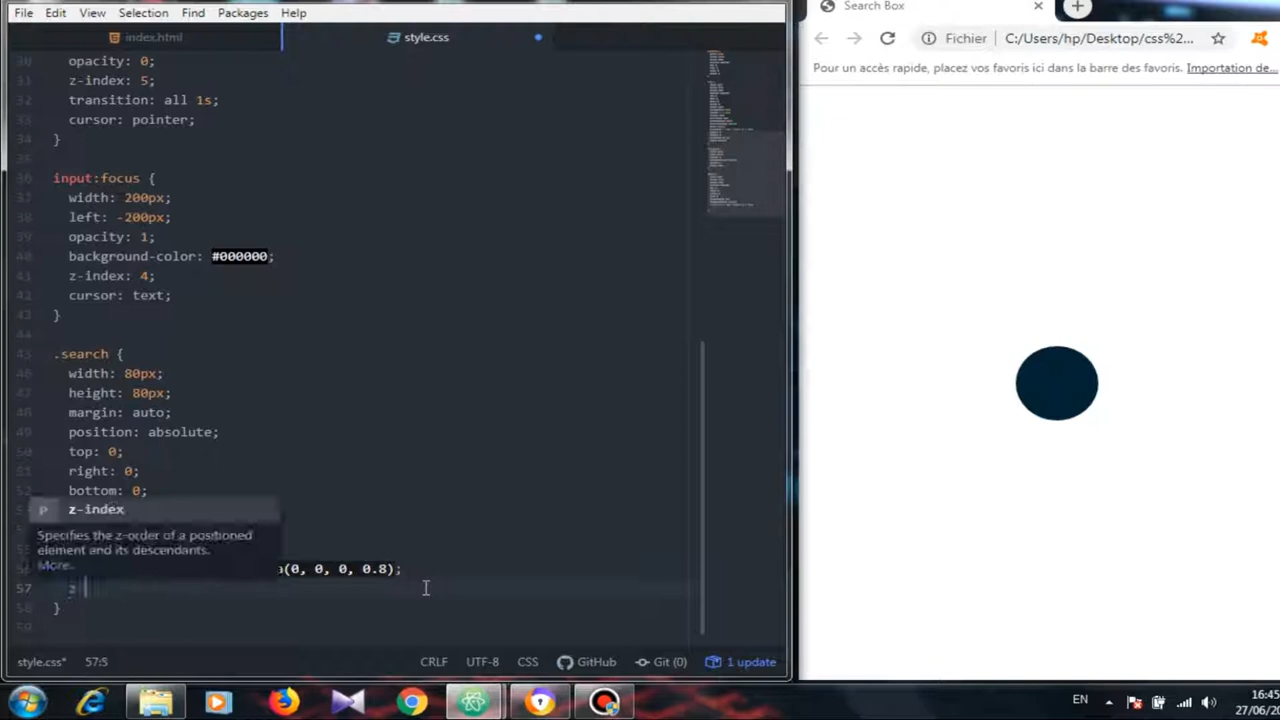 File Edit View Selection Find Packages Help
index.html
style.css
opacity: 0;
z-index: 5;
transition: all 1s;
cursor: pointer;
}
input:focus {
width: 200px;
left: -200px;
opacity: 1;
background-color: #000000;
z-index: 4;
cursor: text;
}
.search {
width: 80px;
height: 80px;
margin: auto;
position: absolute;
top: 0;
right: 0;
bottom: 0;
P z-index
Specifies the z-order of a positioned
element and its descendants.
More..
(0, 0, 0, 0.8);
57 z
58 }
style.css* 57:5 CRLF UTF-8 CSS GitHub Git (0) 1 update
Search Box
Fichier C:/Users/hp/Desktop/css%2...
Pour un accès rapide, placez vos favoris ici dans la barre des favoris. Importation de...
EN
16:45
27/06/20